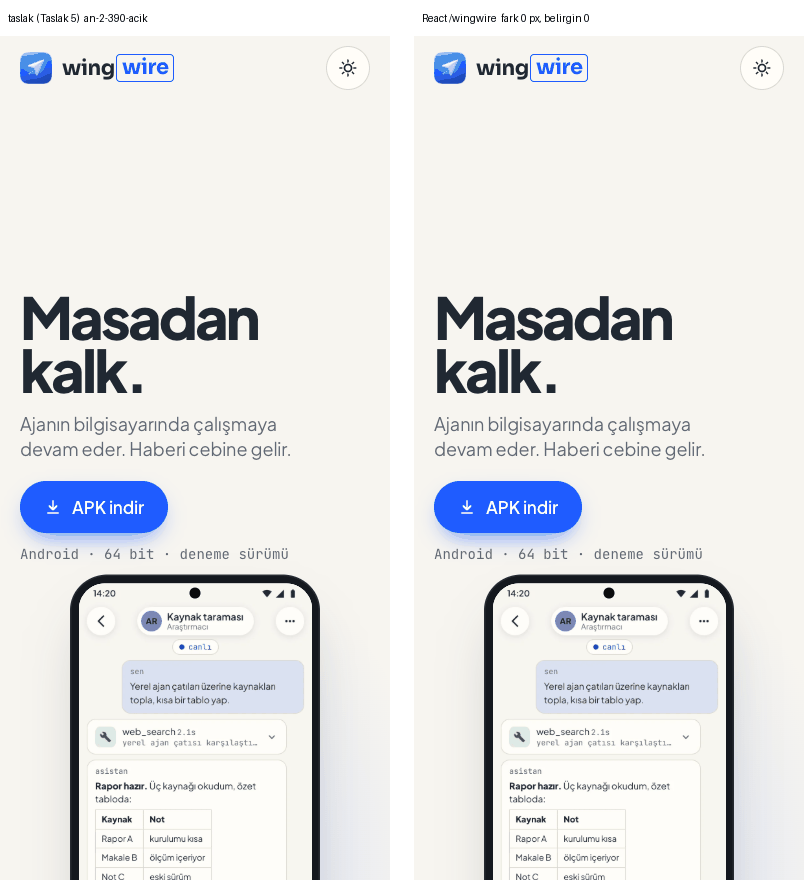 taslak (Taslak 5) an-2-390-acik
wing wire
Masadan
kalk.
Ajanın bilgisayarında çalışmaya
devam eder. Haberi cebine gelir.
APK indir
Android · 64 bit · deneme sürümü
14:20
AR
Kaynak taraması
Araştırmacı
canlı
sen
Yerel ajan çatıları üzerine kaynakları
topla, kısa bir tablo yap.
web_search 2.1s
yerel ajan çatısı karşılaştı…
asistan
Rapor hazır. Üç kaynağı okudum, özet
tabloda:
Kaynak Not
Rapor A kurulumu kısa
Makale B ölçüm içeriyor
Not C eski sürüm
React /wingwire fark 0 px, belirgin 0
wing wire
Masadan
kalk.
Ajanın bilgisayarında çalışmaya
devam eder. Haberi cebine gelir.
APK indir
Android · 64 bit · deneme sürümü
14:20
AR
Kaynak taraması
Araştırmacı
canlı
sen
Yerel ajan çatıları üzerine kaynakları
topla, kısa bir tablo yap.
web_search 2.1s
yerel ajan çatısı karşılaştı…
asistan
Rapor hazır. Üç kaynağı okudum, özet
tabloda:
Kaynak Not
Rapor A kurulumu kısa
Makale B ölçüm içeriyor
Not C eski sürüm